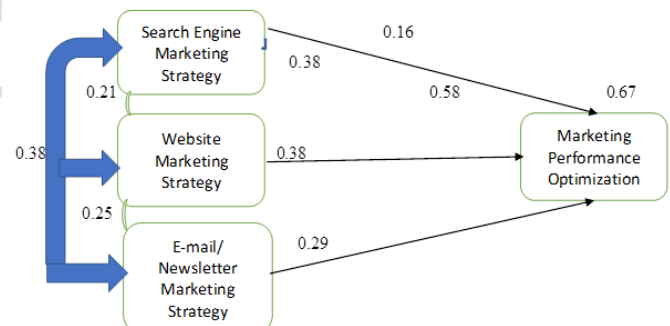 Search Engine
Marketing
Strategy
0.16
0.38
0.58
0.67
0.21
Website
Marketing
Strategy
0.38
0.38
Marketing
Performance
Optimization
0.25
E-mail/
Newsletter
Marketing
Strategy
0.29